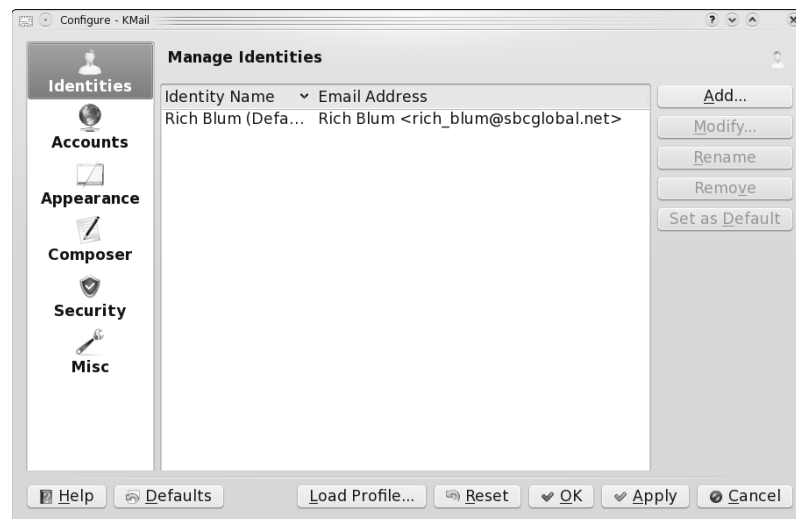 Configure - KMail
Identities
Accounts
Appearance
Composer
Security
Misc
Manage Identities
Identity Name Email Address
Rich Blum (Defa... Rich Blum <rich_blum@sbcglobal.net>
Add...
Modify...
Rename
Remove
Set as Default
Help Defaults Load Profile... Reset OK Apply Cancel